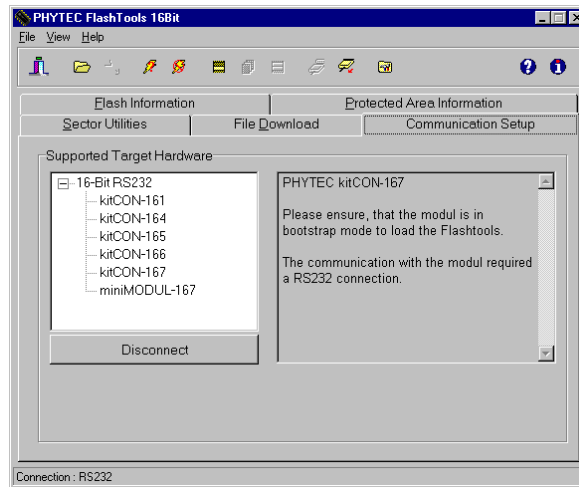 PHYTEC FlashTools 16Bit
File View Help
Flash Information
Protected Area Information
Sector Utilities
File Download
Communication Setup
Supported Target Hardware
16-Bit RS232
kitCON-161
kitCON-164
kitCON-165
kitCON-166
kitCON-167
miniMODUL-167
Disconnect
PHYTEC kitCON-167
Please ensure, that the modul is in
bootstrap mode to load the Flashtools.
The communication with the modul required
a RS232 connection.
Connection : RS232